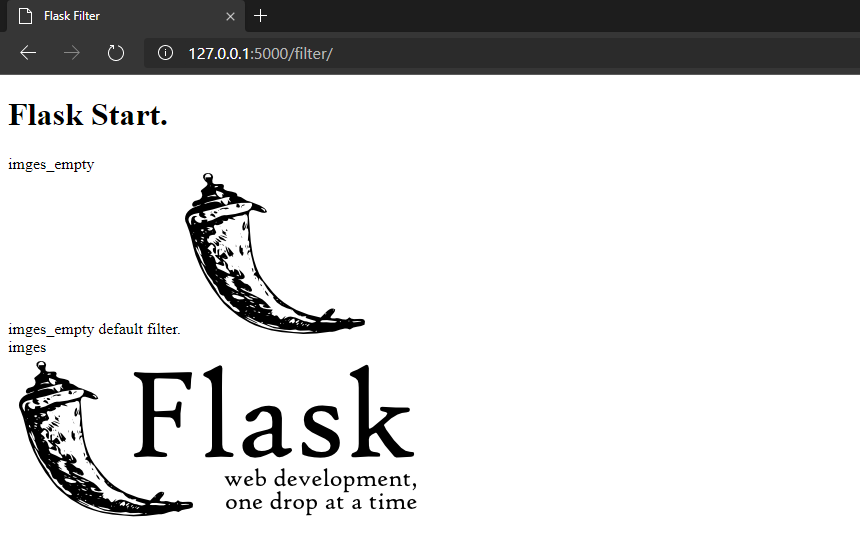 Flask Filter
127.0.0.1:5000/filter/
Flask Start.
imges_empty
imges_empty default filter.
imges
Flask
web development,
one drop at a time